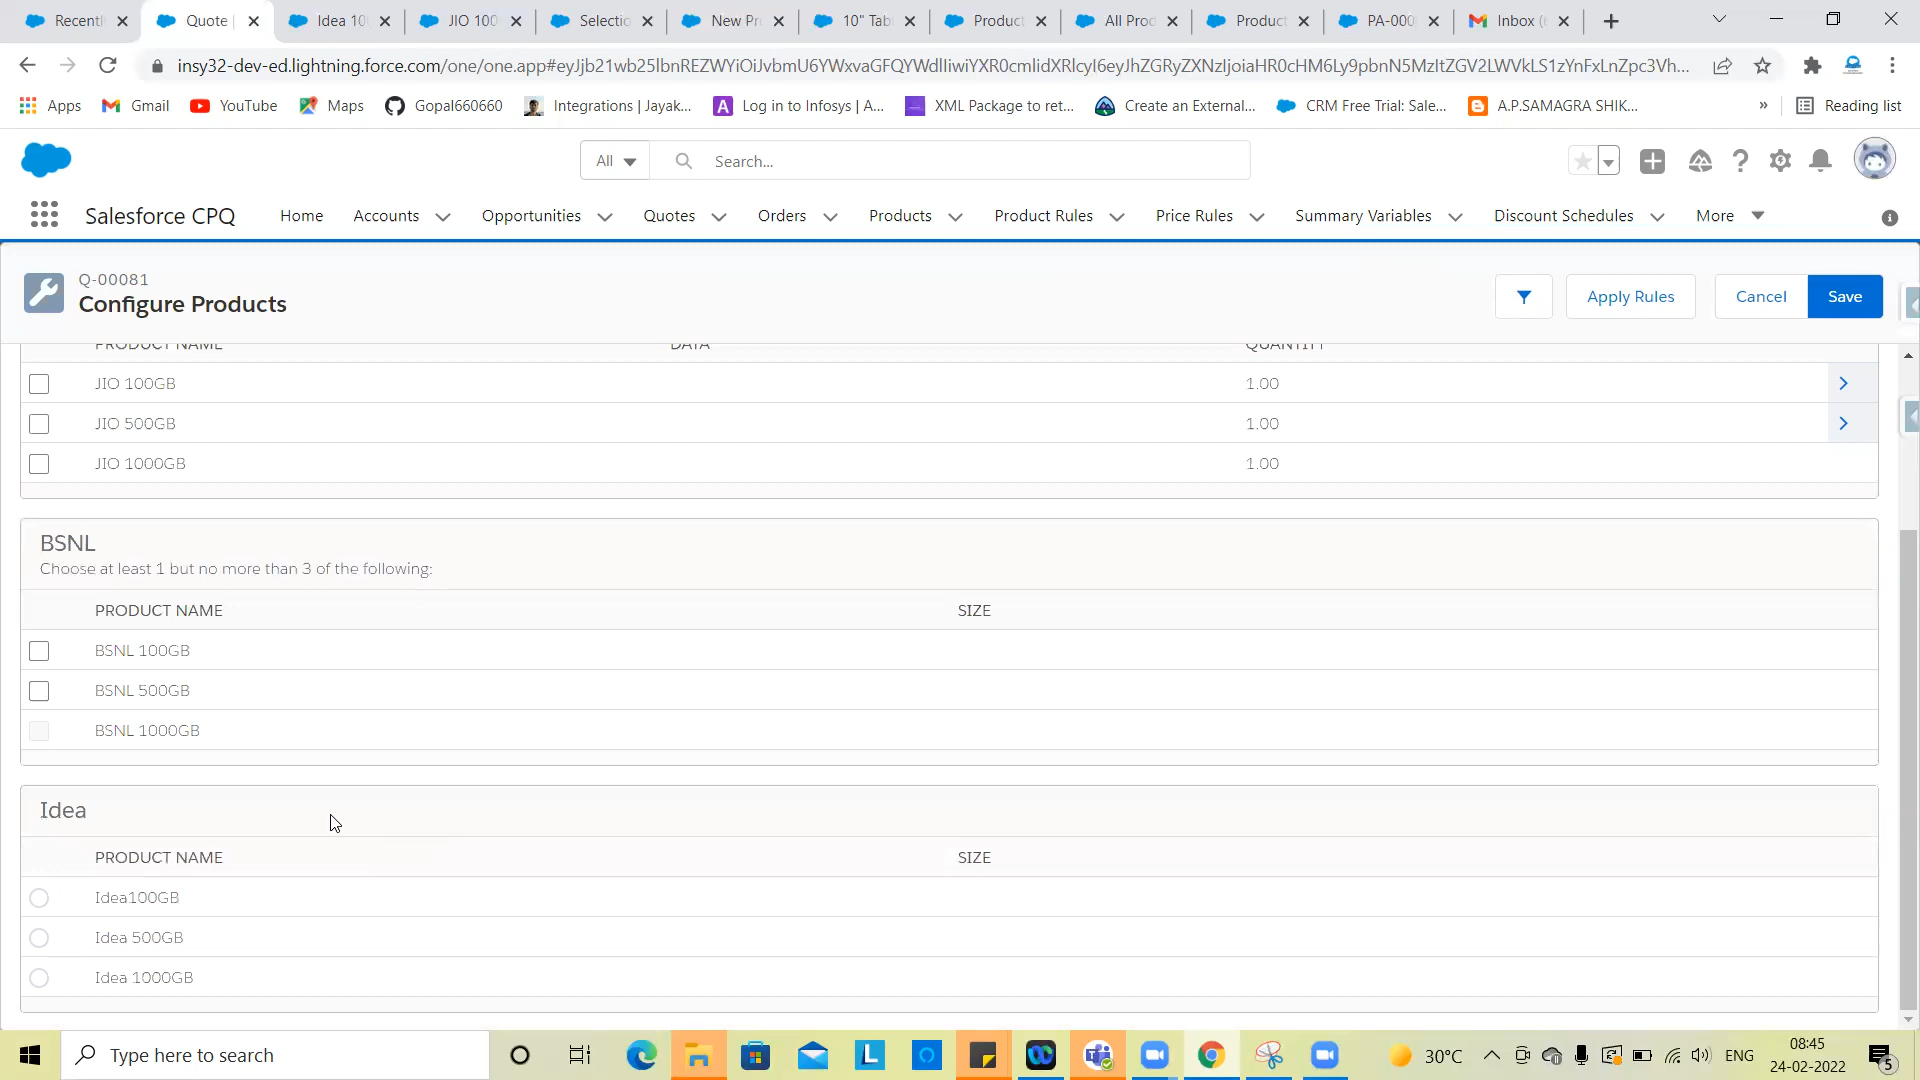 Recentl
Quote |
Idea 10
JIO 100
Selectio
New Pr
10" Tab
Product
All Prod
Product
PA-000
Inbox (
insy32-dev-ed.lightning.force.com/one/one.app#
Apps
Gmail
YouTube
Maps
Gopal660660
Integrations | Jayak...
Log in to Infosys | A...
XML Package to ret...
Create an External...
CRM Free Trial: Sale...
A.P.SAMAGRA SHIK...
»
Reading list
All
Search...
Salesforce CPQ
Home
Accounts
Opportunities
Quotes
Orders
Products
Product Rules
Price Rules
Summary Variables
Discount Schedules
More
Q-00081
Configure Products
Apply Rules
Cancel
Save
PRODUCT NAME
DATA
QUANTITY
JIO 100GB
1.00
JIO 500GB
1.00
JIO 1000GB
1.00
BSNL
Choose at least 1 but no more than 3 of the following:
PRODUCT NAME
SIZE
BSNL 100GB
BSNL 500GB
BSNL 1000GB
Idea
PRODUCT NAME
SIZE
Idea100GB
Idea 500GB
Idea 1000GB
Type here to search
30°C
ENG
08:45
24-02-2022
5